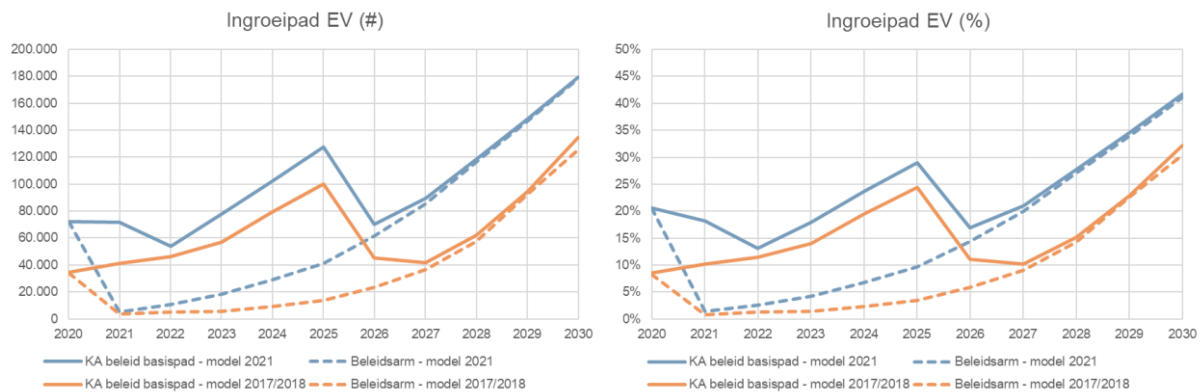 Ingroeipad EV (#)
200.000
180.000
160.000
140.000
120.000
100.000
80.000
60.000
40.000
20.000
0
2020 2021 2022 2023 2024 2025 2026 2027 2028 2029 2030
KA beleid basispad - model 2021
Beleidsarm - model 2021
KA beleid basispad - model 2017/2018
Beleidsarm - model 2017/2018
Ingroeipad EV (%)
50%
45%
40%
35%
30%
25%
20%
15%
10%
5%
0%
2020 2021 2022 2023 2024 2025 2026 2027 2028 2029 2030
KA beleid basispad - model 2021
Beleidsarm - model 2021
KA beleid basispad - model 2017/2018
Beleidsarm - model 2017/2018